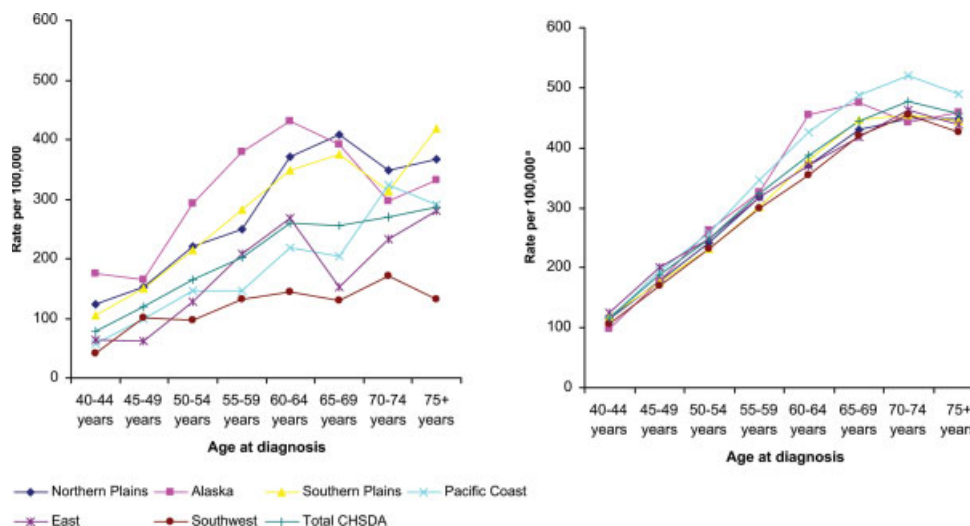 600
500
400
300
200
100
0
Rate per 100,000
40-44 45-49 50-54 55-59 60-64 65-69 70-74 75+
years years years years years years years years
Age at diagnosis
600
500
400
300
200
100
0
Rate per 100,000ª
40-44 45-49 50-54 55-59 60-64 65-69 70-74 75+
years years years years years years years years
Age at diagnosis
Northern Plains Alaska Southern Plains Pacific Coast
East Southwest Total CHSDA